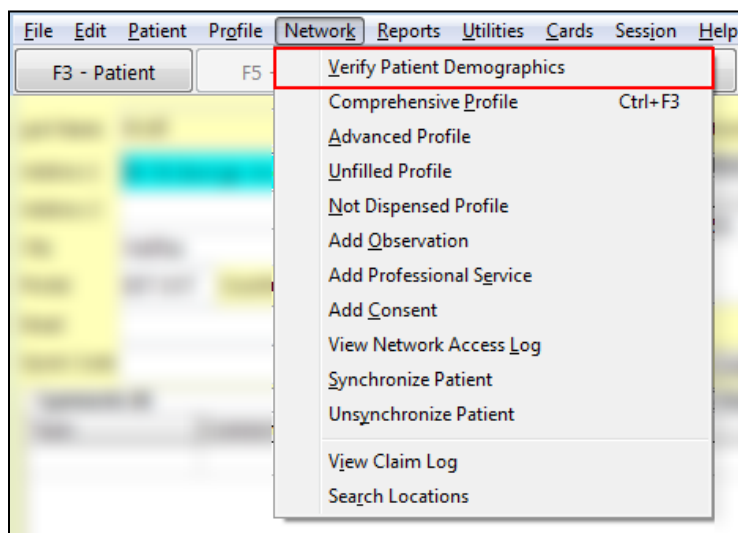 File Edit Patient Profile Network Reports Utilities Cards Session Help
F3 - Patient F5 -
Verify Patient Demographics
Comprehensive Profile Ctrl+F3
Advanced Profile
Unfilled Profile
Not Dispensed Profile
Add Observation
Add Professional Service
Add Consent
View Network Access Log
Synchronize Patient
Unsynchronize Patient
View Claim Log
Search Locations